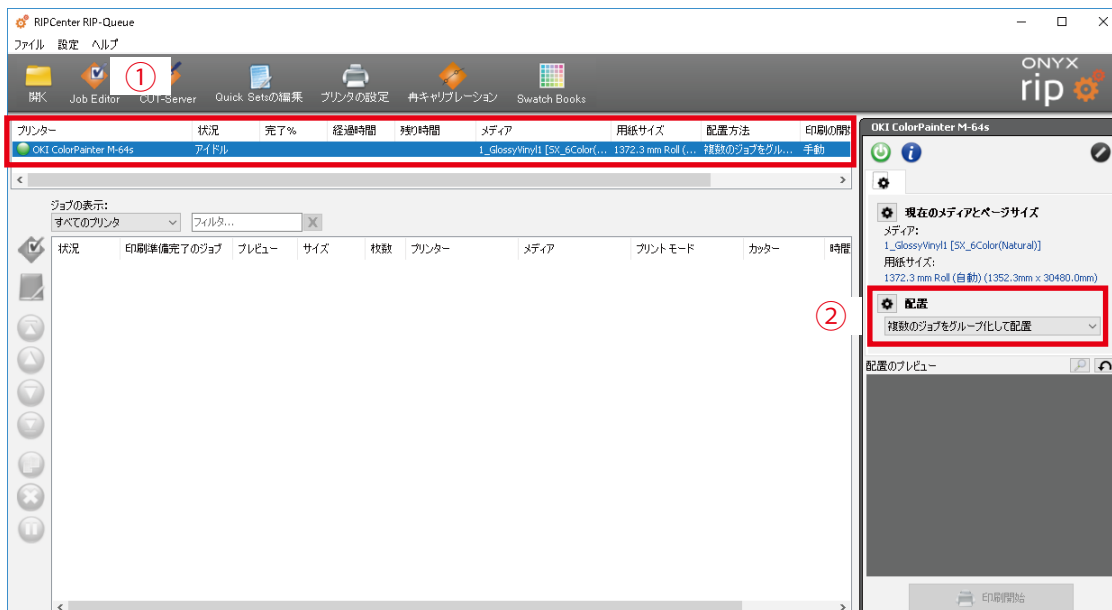 RIPCenter RIP-Queue
ファイル 設定 ヘルプ
①
開く Job Editor CUT-Server Quick Setsの編集 プリンタの設定 再キャリブレーション Swatch Books
ONYX
rip
プリンター 状況 完了% 経過時間 残り時間 メディア 用紙サイズ 配置方法 印刷の開始
OKI ColorPainter M-64s アイドル 1_GlossyVinyl1 [SX_6Color(... 1372.3 mm Roll (... 複数のジョブをグル... 手動
ジョブの表示:
すべてのプリンタ フィルタ... X
状況 印刷準備完了のジョブ プレビュー サイズ 枚数 プリンター メディア プリントモード カッター 時間
OKI ColorPainter M-64s
現在のメディアとページサイズ
メディア:
1_GlossyVinyl1 [SX_6Color(Natural)]
用紙サイズ:
1372.3 mm Roll (自動) (1352.3mm x 30480.0mm)
②
配置
複数のジョブをグループ化して配置
配置のプレビュー
印刷開始